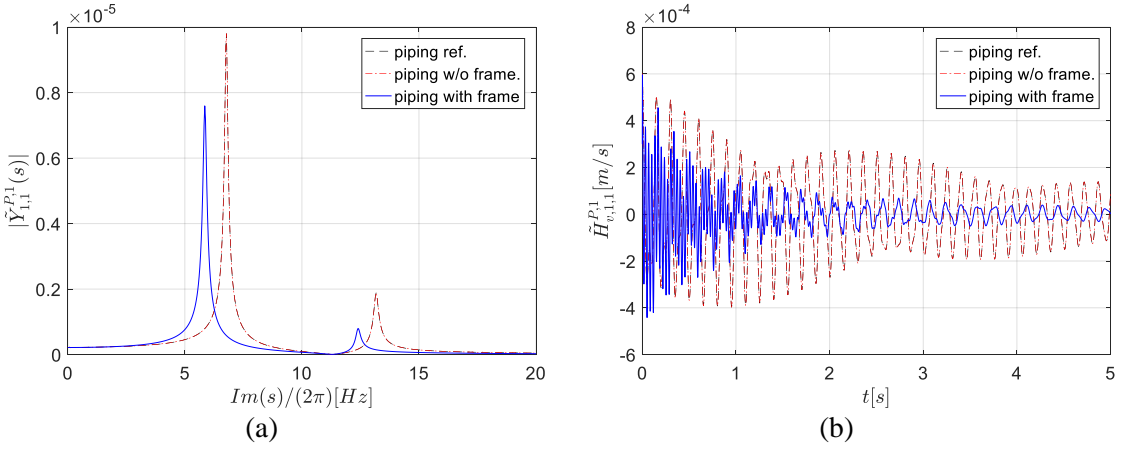 ×10⁻⁵
1
0.8
0.6
0.4
0.2
0
0 5 10 15 20
|Ỹ^{P,1}_{1,1}(s)|
Im(s)/(2π)[Hz]
piping ref.
piping w/o frame.
piping with frame
(a)
×10⁻⁴
8
6
4
2
0
-2
-4
-6
0 1 2 3 4 5
H̃^{P,1}_{v,1,1}[m/s]
t[s]
piping ref.
piping w/o frame.
piping with frame
(b)